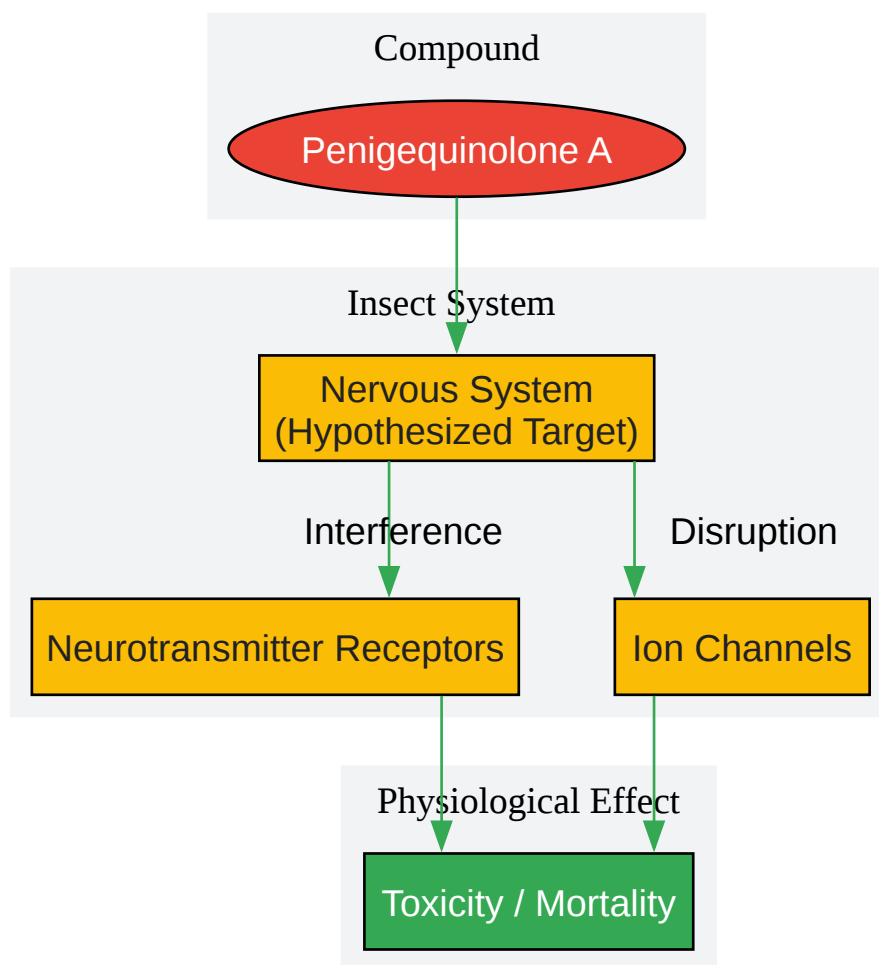 Compound
Penigequinolone A
Insect System
Nervous System
(Hypothesized Target)
Interference
Disruption
Neurotransmitter Receptors
Ion Channels
Physiological Effect
Toxicity / Mortality